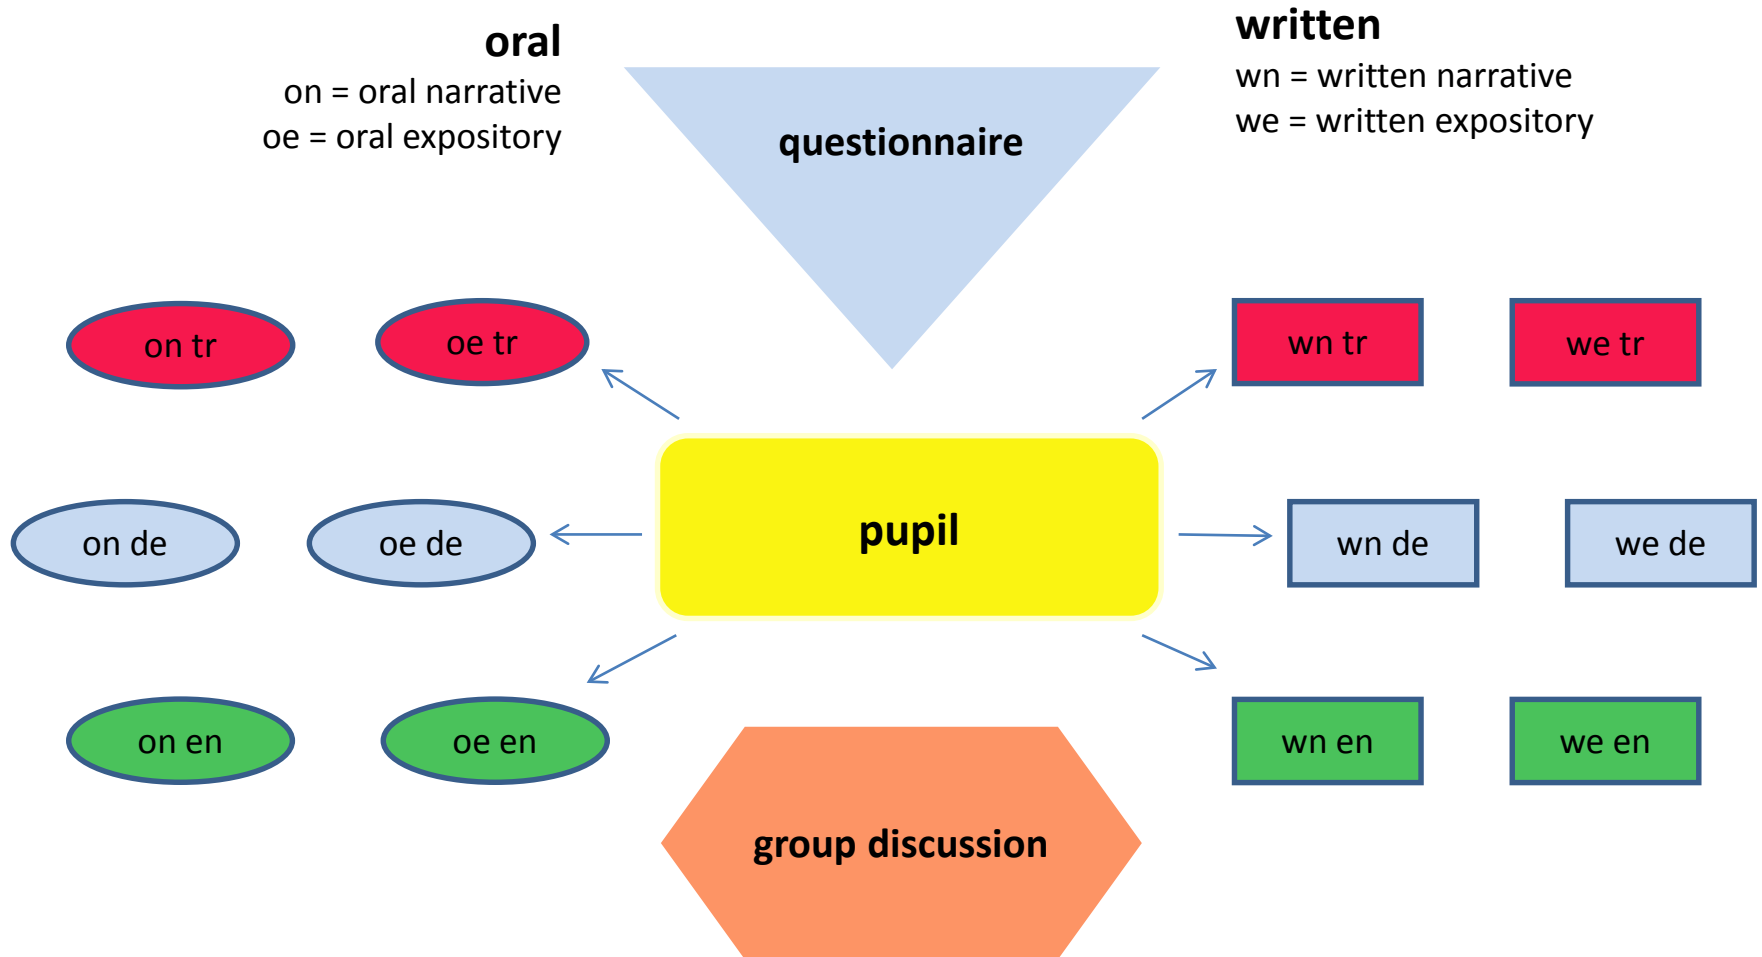 oral
on = oral narrative
oe = oral expository
written
wn = written narrative
we = written expository
questionnaire
on tr
oe tr
wn tr
we tr
on de
oe de
pupil
wn de
we de
on en
oe en
wn en
we en
group discussion